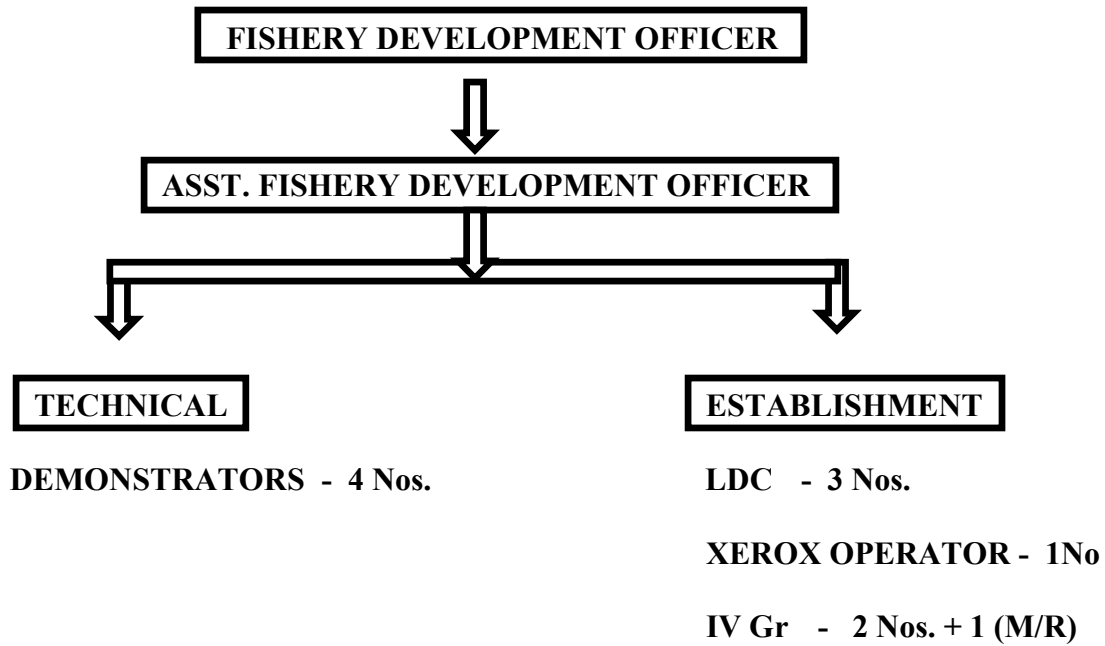 FISHERY DEVELOPMENT OFFICER
ASST. FISHERY DEVELOPMENT OFFICER
TECHNICAL
DEMONSTRATORS - 4 Nos.
ESTABLISHMENT
LDC - 3 Nos.
XEROX OPERATOR - 1No
IV Gr - 2 Nos. + 1 (M/R)